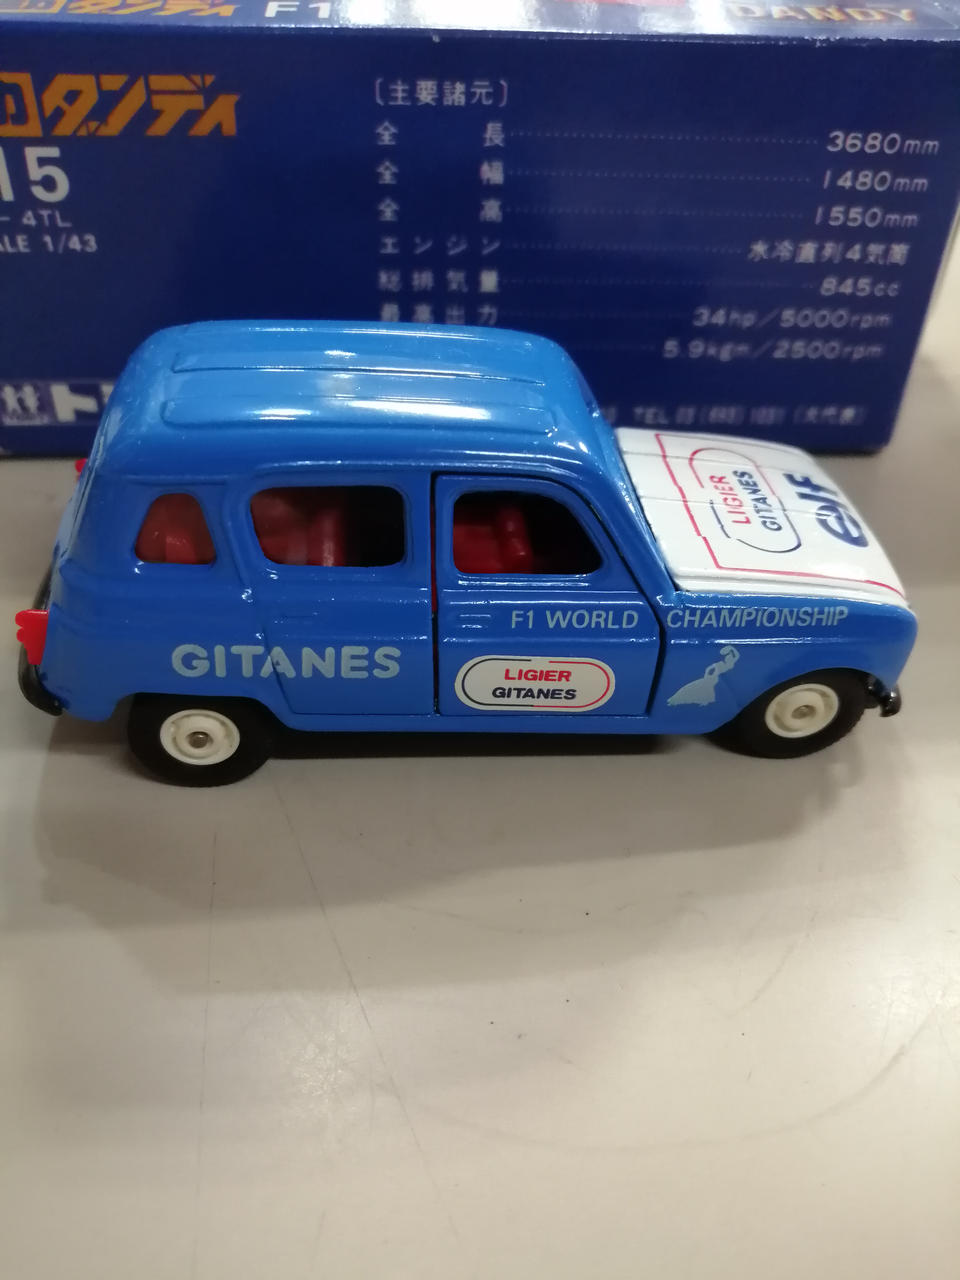 F1
DANDY
ダンディ
15
4TL
ALE 1/43
〔主要諸元〕
全長 3680mm
全幅 1480mm
全高 1550mm
エンジン 水冷直列4気筒
総排気量 845cc
最高出力 34hp/5000rpm
5.9kgm/2500rpm
ト
TEL
LIGIER
GITANES
elf
F1 WORLD CHAMPIONSHIP
GITANES
LIGIER
GITANES